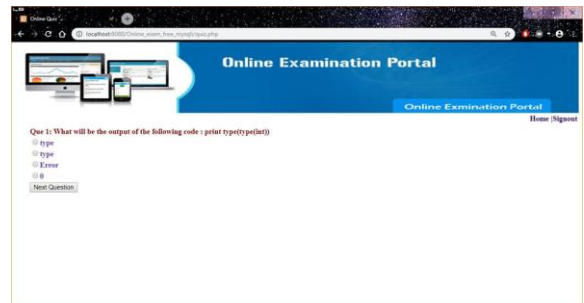 Online Quiz
localhost:8080/Online_exam_free_mysqli/quiz.php
Online Examination Portal
Online Exmination Portal
Home |Signout
Que 1: What will be the output of the following code : print type(type(int))
type
type
Error
0
Next Question